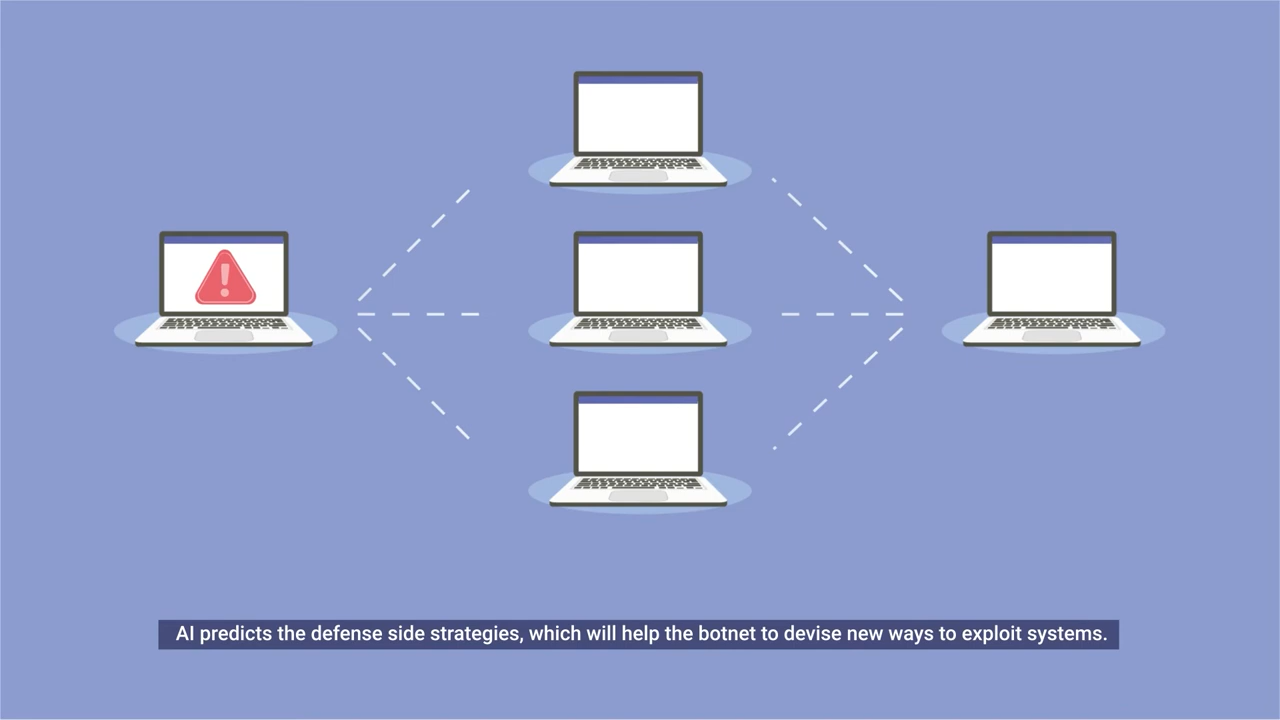 AI predicts the defense side strategies, which will help the botnet to devise new ways to exploit systems.